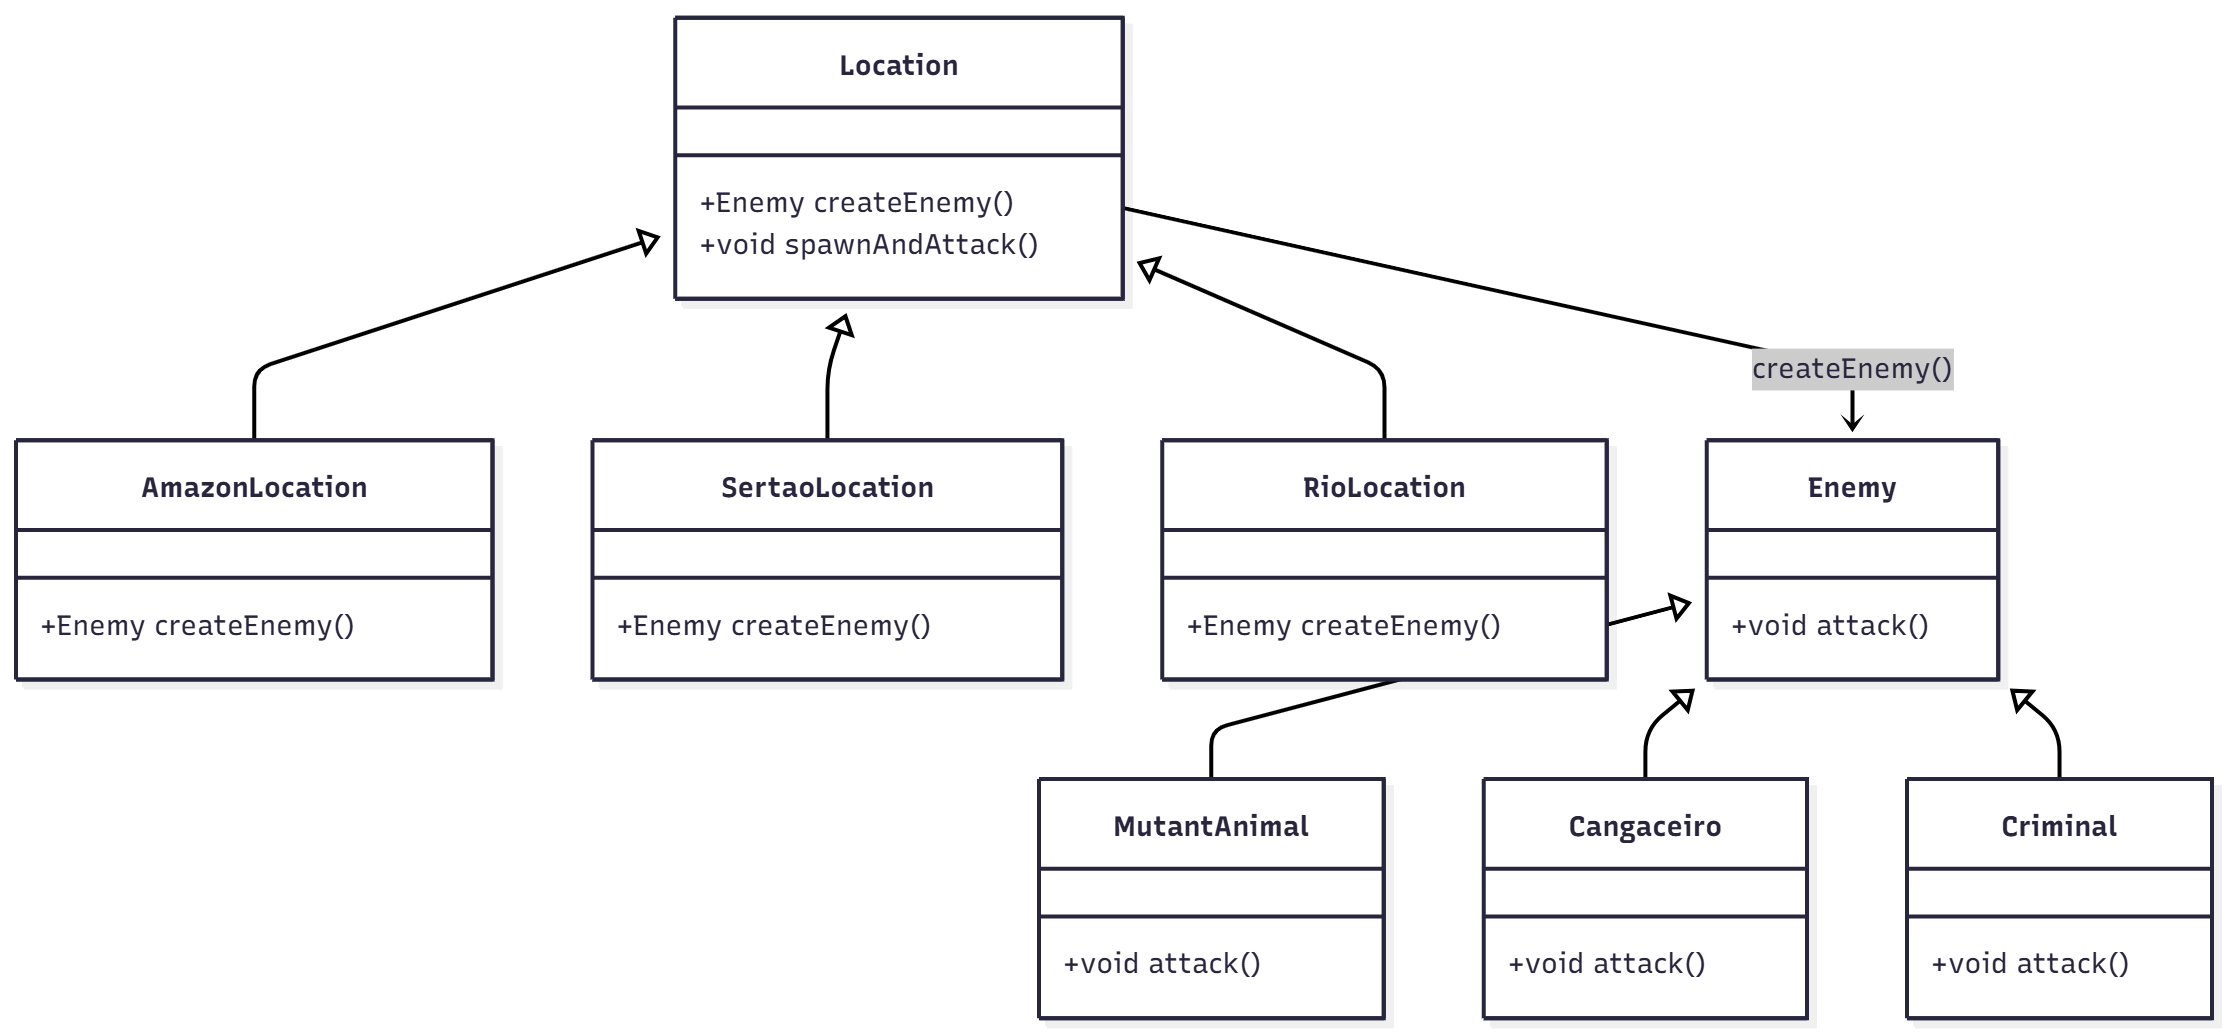 Location
+Enemy createEnemy()
+void spawnAndAttack()
createEnemy()
AmazonLocation
+Enemy createEnemy()
SertaoLocation
+Enemy createEnemy()
RioLocation
+Enemy createEnemy()
Enemy
+void attack()
MutantAnimal
+void attack()
Cangaceiro
+void attack()
Criminal
+void attack()